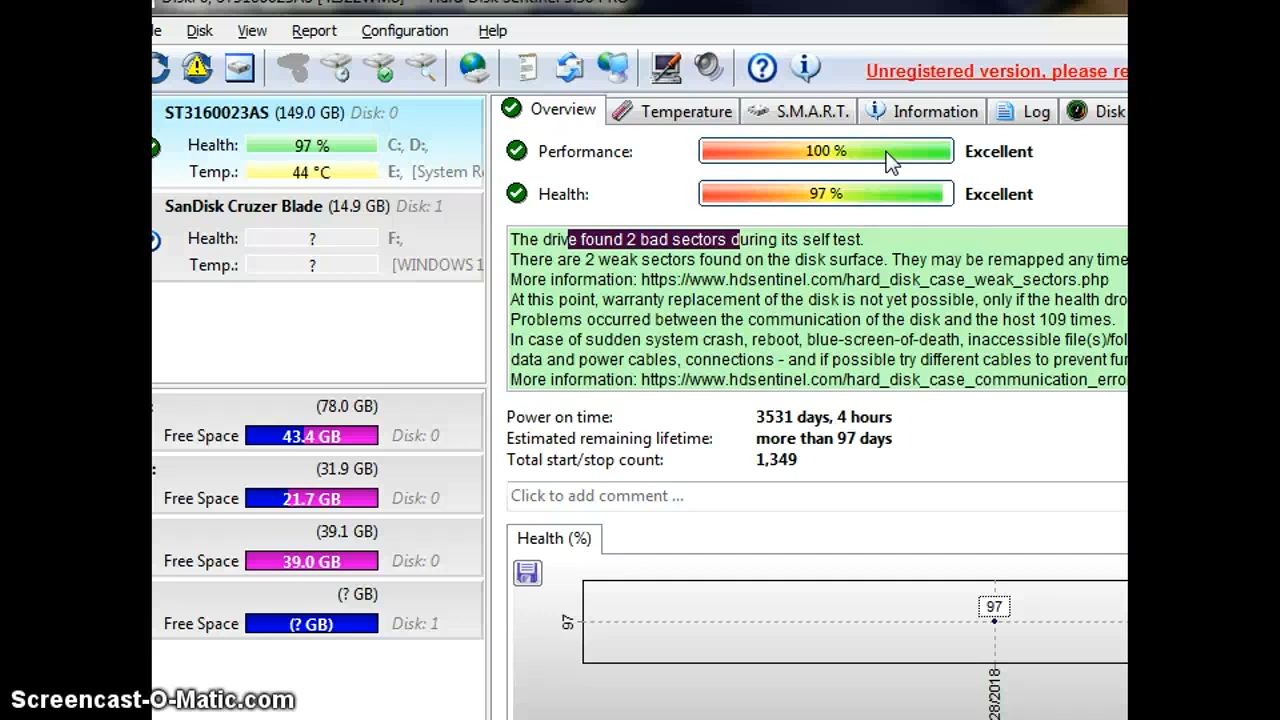 Disk View Report Configuration Help
Unregistered version, please re
ST3160023AS (149.0 GB) Disk: 0
Health: 97 % C:, D:,
Temp.: 44 °C E:, [System R
SanDisk Cruzer Blade (14.9 GB) Disk: 1
Health: ? F:,
Temp.: ? [WINDOWS 1
(78.0 GB)
Free Space 43.4 GB Disk: 0
(31.9 GB)
Free Space 21.7 GB Disk: 0
(39.1 GB)
Free Space 39.0 GB Disk: 0
(? GB)
Free Space (? GB) Disk: 1
Overview Temperature S.M.A.R.T. Information Log Disk
Performance: 100 % Excellent
Health: 97 % Excellent
The drive found 2 bad sectors during its self test.
There are 2 weak sectors found on the disk surface. They may be remapped any time
More information: https://www.hdsentinel.com/hard_disk_case_weak_sectors.php
At this point, warranty replacement of the disk is not yet possible, only if the health dro
Problems occurred between the communication of the disk and the host 109 times.
In case of sudden system crash, reboot, blue-screen-of-death, inaccessible file(s)/fol
data and power cables, connections - and if possible try different cables to prevent fur
More information: https://www.hdsentinel.com/hard_disk_case_communication_erro
Power on time: 3531 days, 4 hours
Estimated remaining lifetime: more than 97 days
Total start/stop count: 1,349
Click to add comment ...
Health (%)
97
97
28/2018
Screencast-O-Matic.com